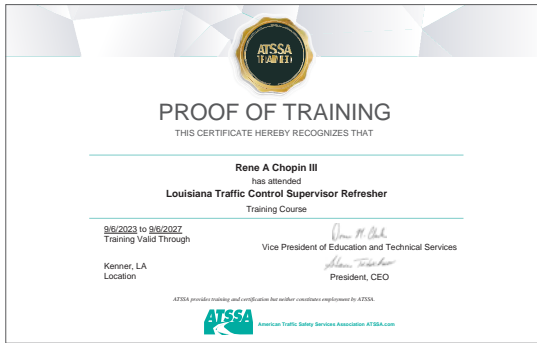 ATSSA
TRAINED
PROOF OF TRAINING
THIS CERTIFICATE HEREBY RECOGNIZES THAT
Rene A Chopin III
has attended
Louisiana Traffic Control Supervisor Refresher
Training Course
9/6/2023 to 9/6/2027
Training Valid Through
Vice President of Education and Technical Services
Kenner, LA
Location
President, CEO
ATSSA provides training and certification but neither constitutes employment by ATSSA.
ATSSA
American Traffic Safety Services Association ATSSA.com